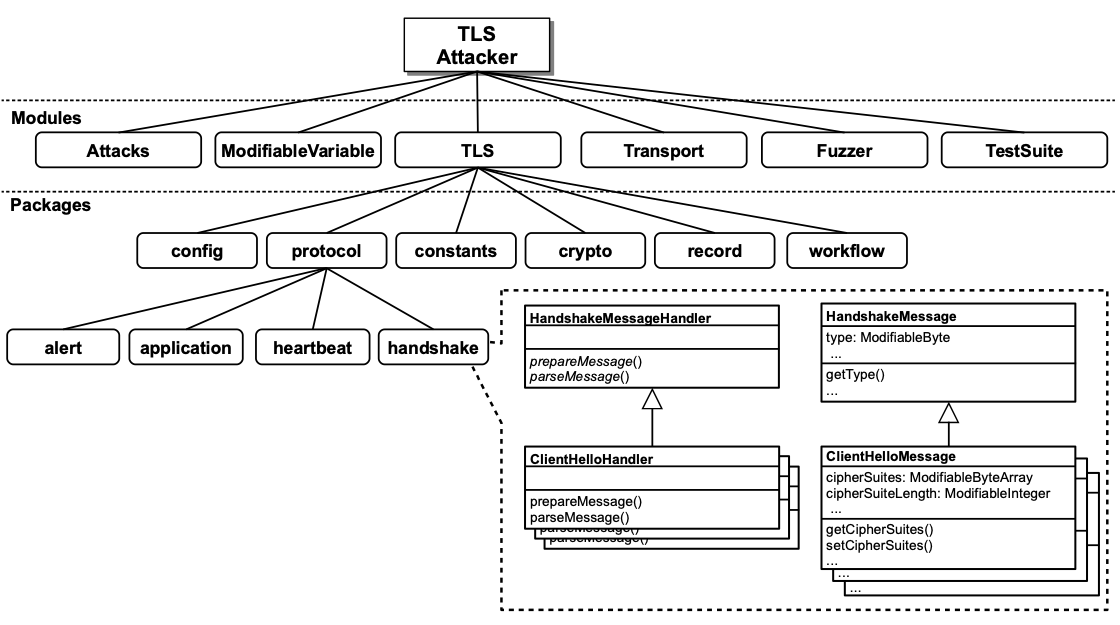 TLS
Attacker
Modules
Attacks
ModifiableVariable
TLS
Transport
Fuzzer
TestSuite
Packages
config
protocol
constants
crypto
record
workflow
alert
application
heartbeat
handshake
HandshakeMessageHandler
prepareMessage()
parseMessage()
HandshakeMessage
type: ModifiableByte
...
getType()
...
ClientHelloHandler
prepareMessage()
parseMessage()
parseMessage()
parseMessage()
ClientHelloMessage
cipherSuites: ModifiableByteArray
cipherSuiteLength: ModifiableInteger
...
getCipherSuites()
setCipherSuites()
...
...
...